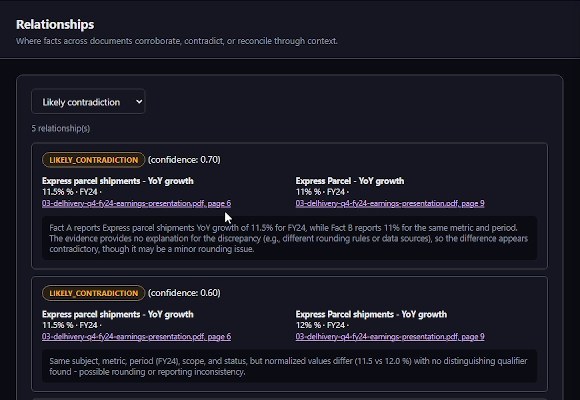 Relationships
Where facts across documents corroborate, contradict, or reconcile through context.
Likely contradiction
5 relationship(s)
LIKELY_CONTRADICTION (confidence: 0.70)
Express parcel shipments - YoY growth
11.5% % · FY24 ·
03-delhivery-q4-fy24-earnings-presentation.pdf, page 6
Express Parcel - YoY growth
11% % · FY24 ·
03-delhivery-q4-fy24-earnings-presentation.pdf, page 9
Fact A reports Express parcel shipments YoY growth of 11.5% for FY24, while Fact B reports 11% for the same metric and period.
The evidence provides no explanation for the discrepancy (e.g., different rounding rules or data sources), so the difference appears
contradictory, though it may be a minor rounding issue.
LIKELY_CONTRADICTION (confidence: 0.60)
Express parcel shipments - YoY growth
11.5% % · FY24 ·
03-delhivery-q4-fy24-earnings-presentation.pdf, page 6
Express Parcel shipments - YoY growth
12% % · FY24 ·
03-delhivery-q4-fy24-earnings-presentation.pdf, page 9
Same subject, metric, period (FY24), scope, and status, but normalized values differ (11.5 vs 12.0 %) with no distinguishing qualifier
found - possible rounding or reporting inconsistency.